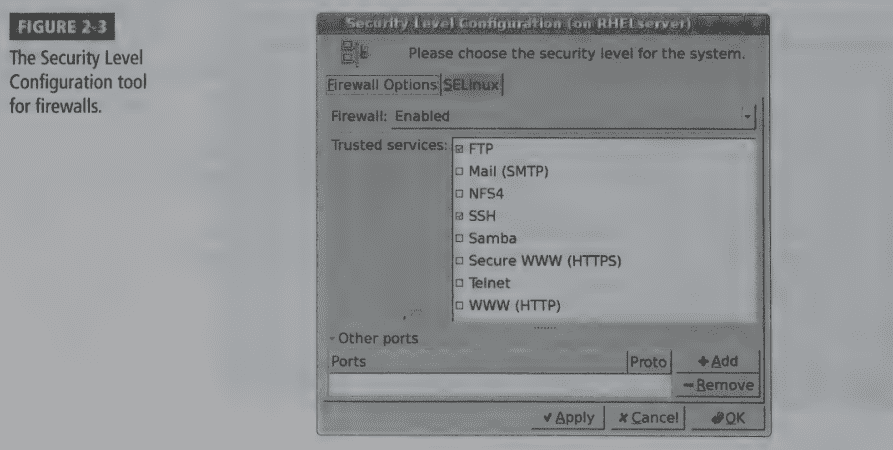 FIGURE 2-3
The Security Level
Configuration tool
for firewalls.
Security Level Configuration (on RHELserver)
Please choose the security level for the system.
Firewall Options SELinux
Firewall: Enabled
Trusted services:
FTP
Mail (SMTP)
NFS4
SSH
Samba
Secure WWW (HTTPS)
Telnet
WWW (HTTP)
Other ports
Ports Proto Add
Remove
Apply Cancel OK